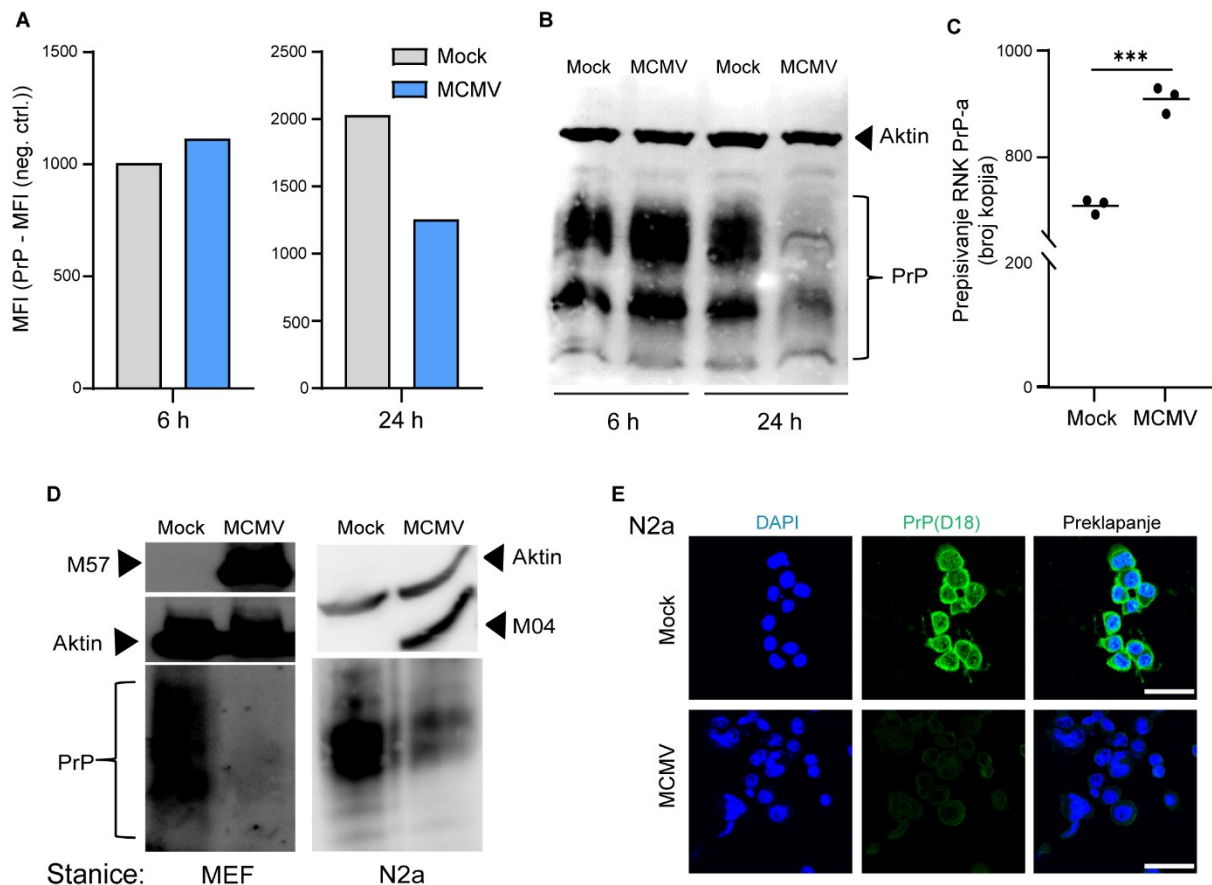 A
MFI (PrP - MFI (neg. ctrl.))
1500
1000
500
0
6 h
2500
2000
1500
1000
500
0
24 h
Mock
MCMV
B
Mock MCMV Mock MCMV
Aktin
PrP
6 h 24 h
C
Prepisivanje RNK PrP-a
(broj kopija)
1000
800
200
0
***
Mock MCMV
D
Mock MCMV
M57
Aktin
PrP
Mock MCMV
Aktin
M04
Stanice: MEF N2a
E
N2a
DAPI PrP(D18) Preklapanje
Mock
MCMV